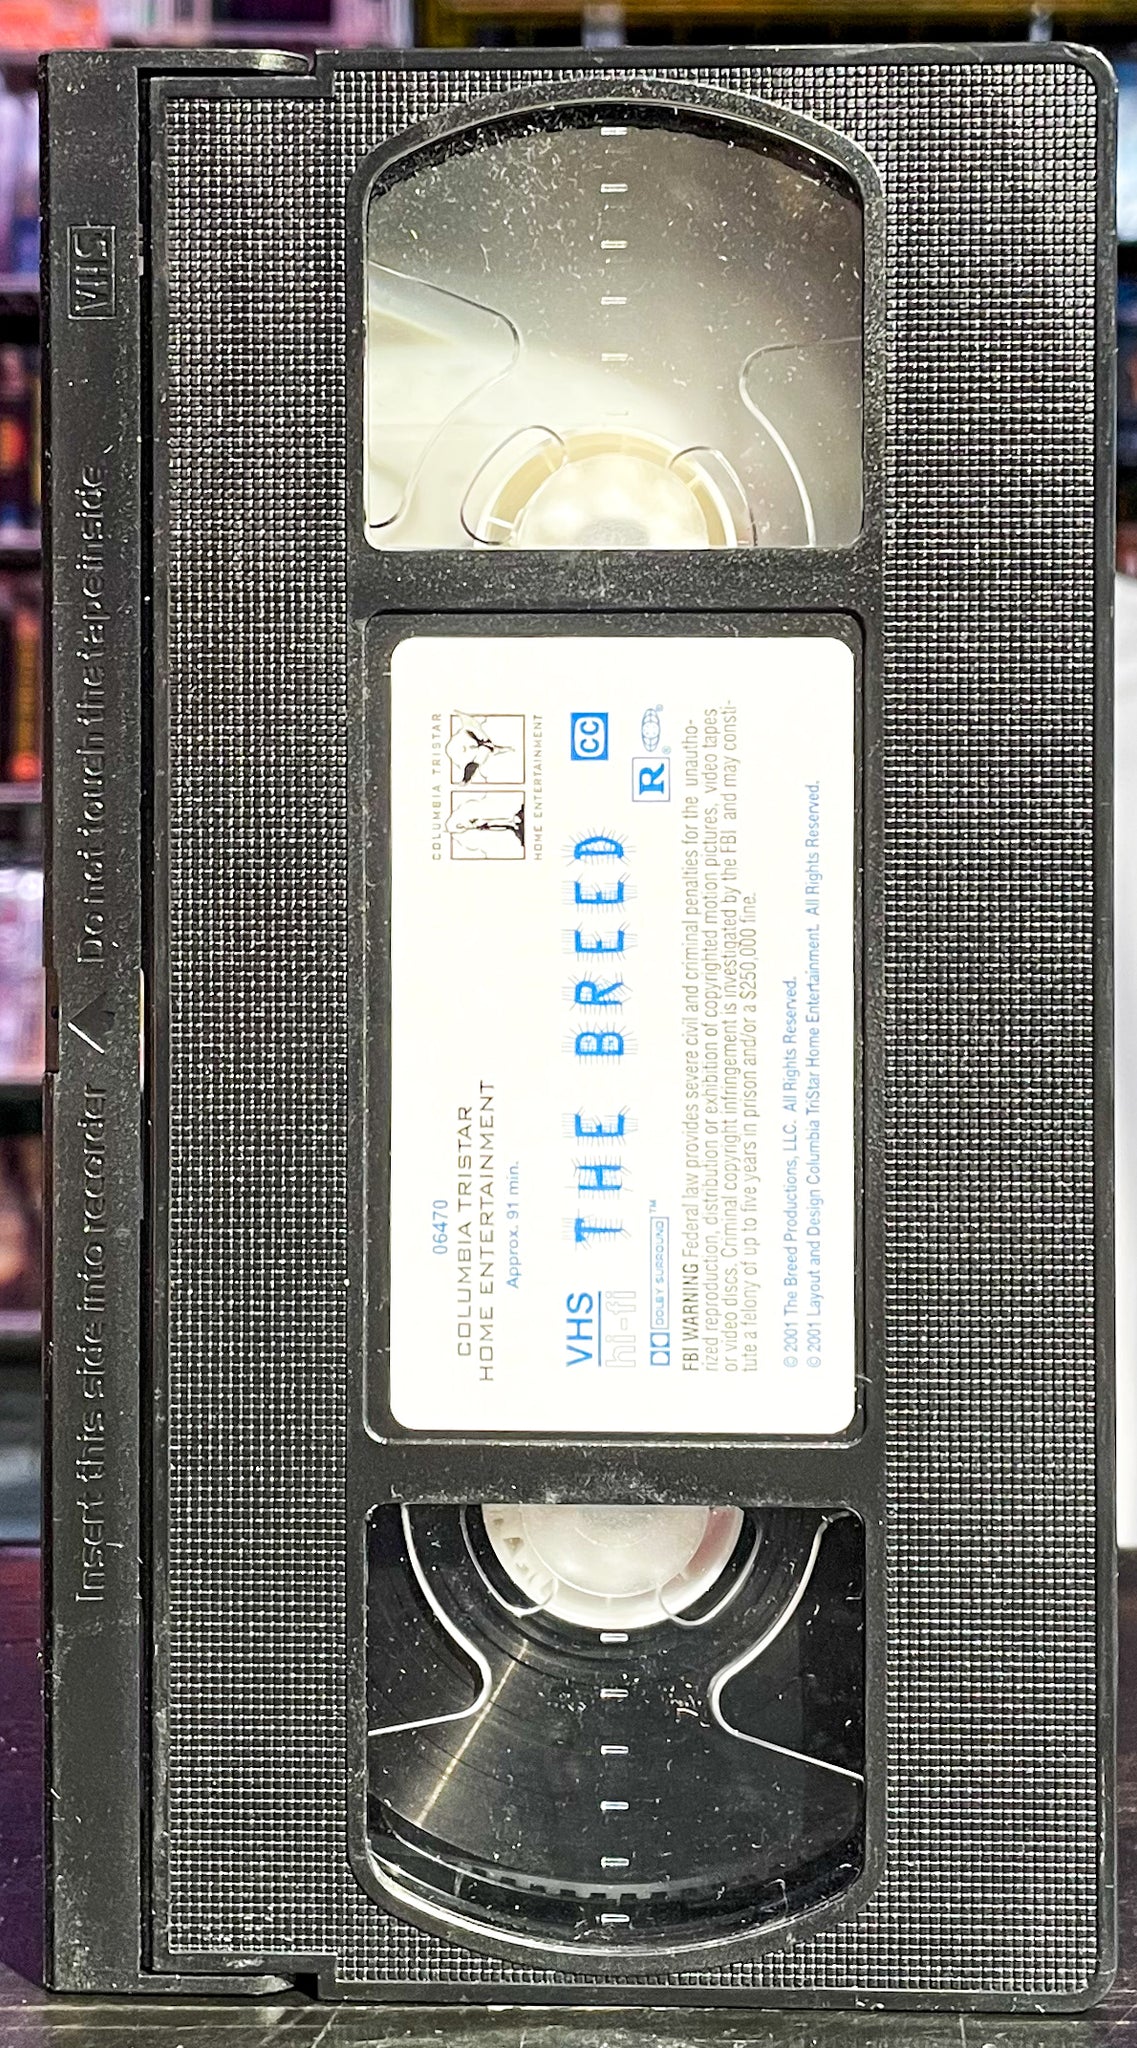 VHS
Insert this side into recorder Do not touch the tape inside
06470
COLUMBIA TRISTAR
HOME ENTERTAINMENT
Approx. 91 min.
COLUMBIA TRISTAR
HOME ENTERTAINMENT
VHS
hi-fi
THE BREED
CC
DOLBY SURROUND™
R®
®
FBI WARNING Federal law provides severe civil and criminal penalties for the unautho-
rized reproduction, distribution or exhibition of copyrighted motion pictures, video tapes
or video discs. Criminal copyright infringement is investigated by the FBI and may consti-
tute a felony of up to five years in prison and/or a $250,000 fine.
© 2001 The Breed Productions, LLC. All Rights Reserved.
© 2001 Layout and Design Columbia TriStar Home Entertainment. All Rights Reserved.